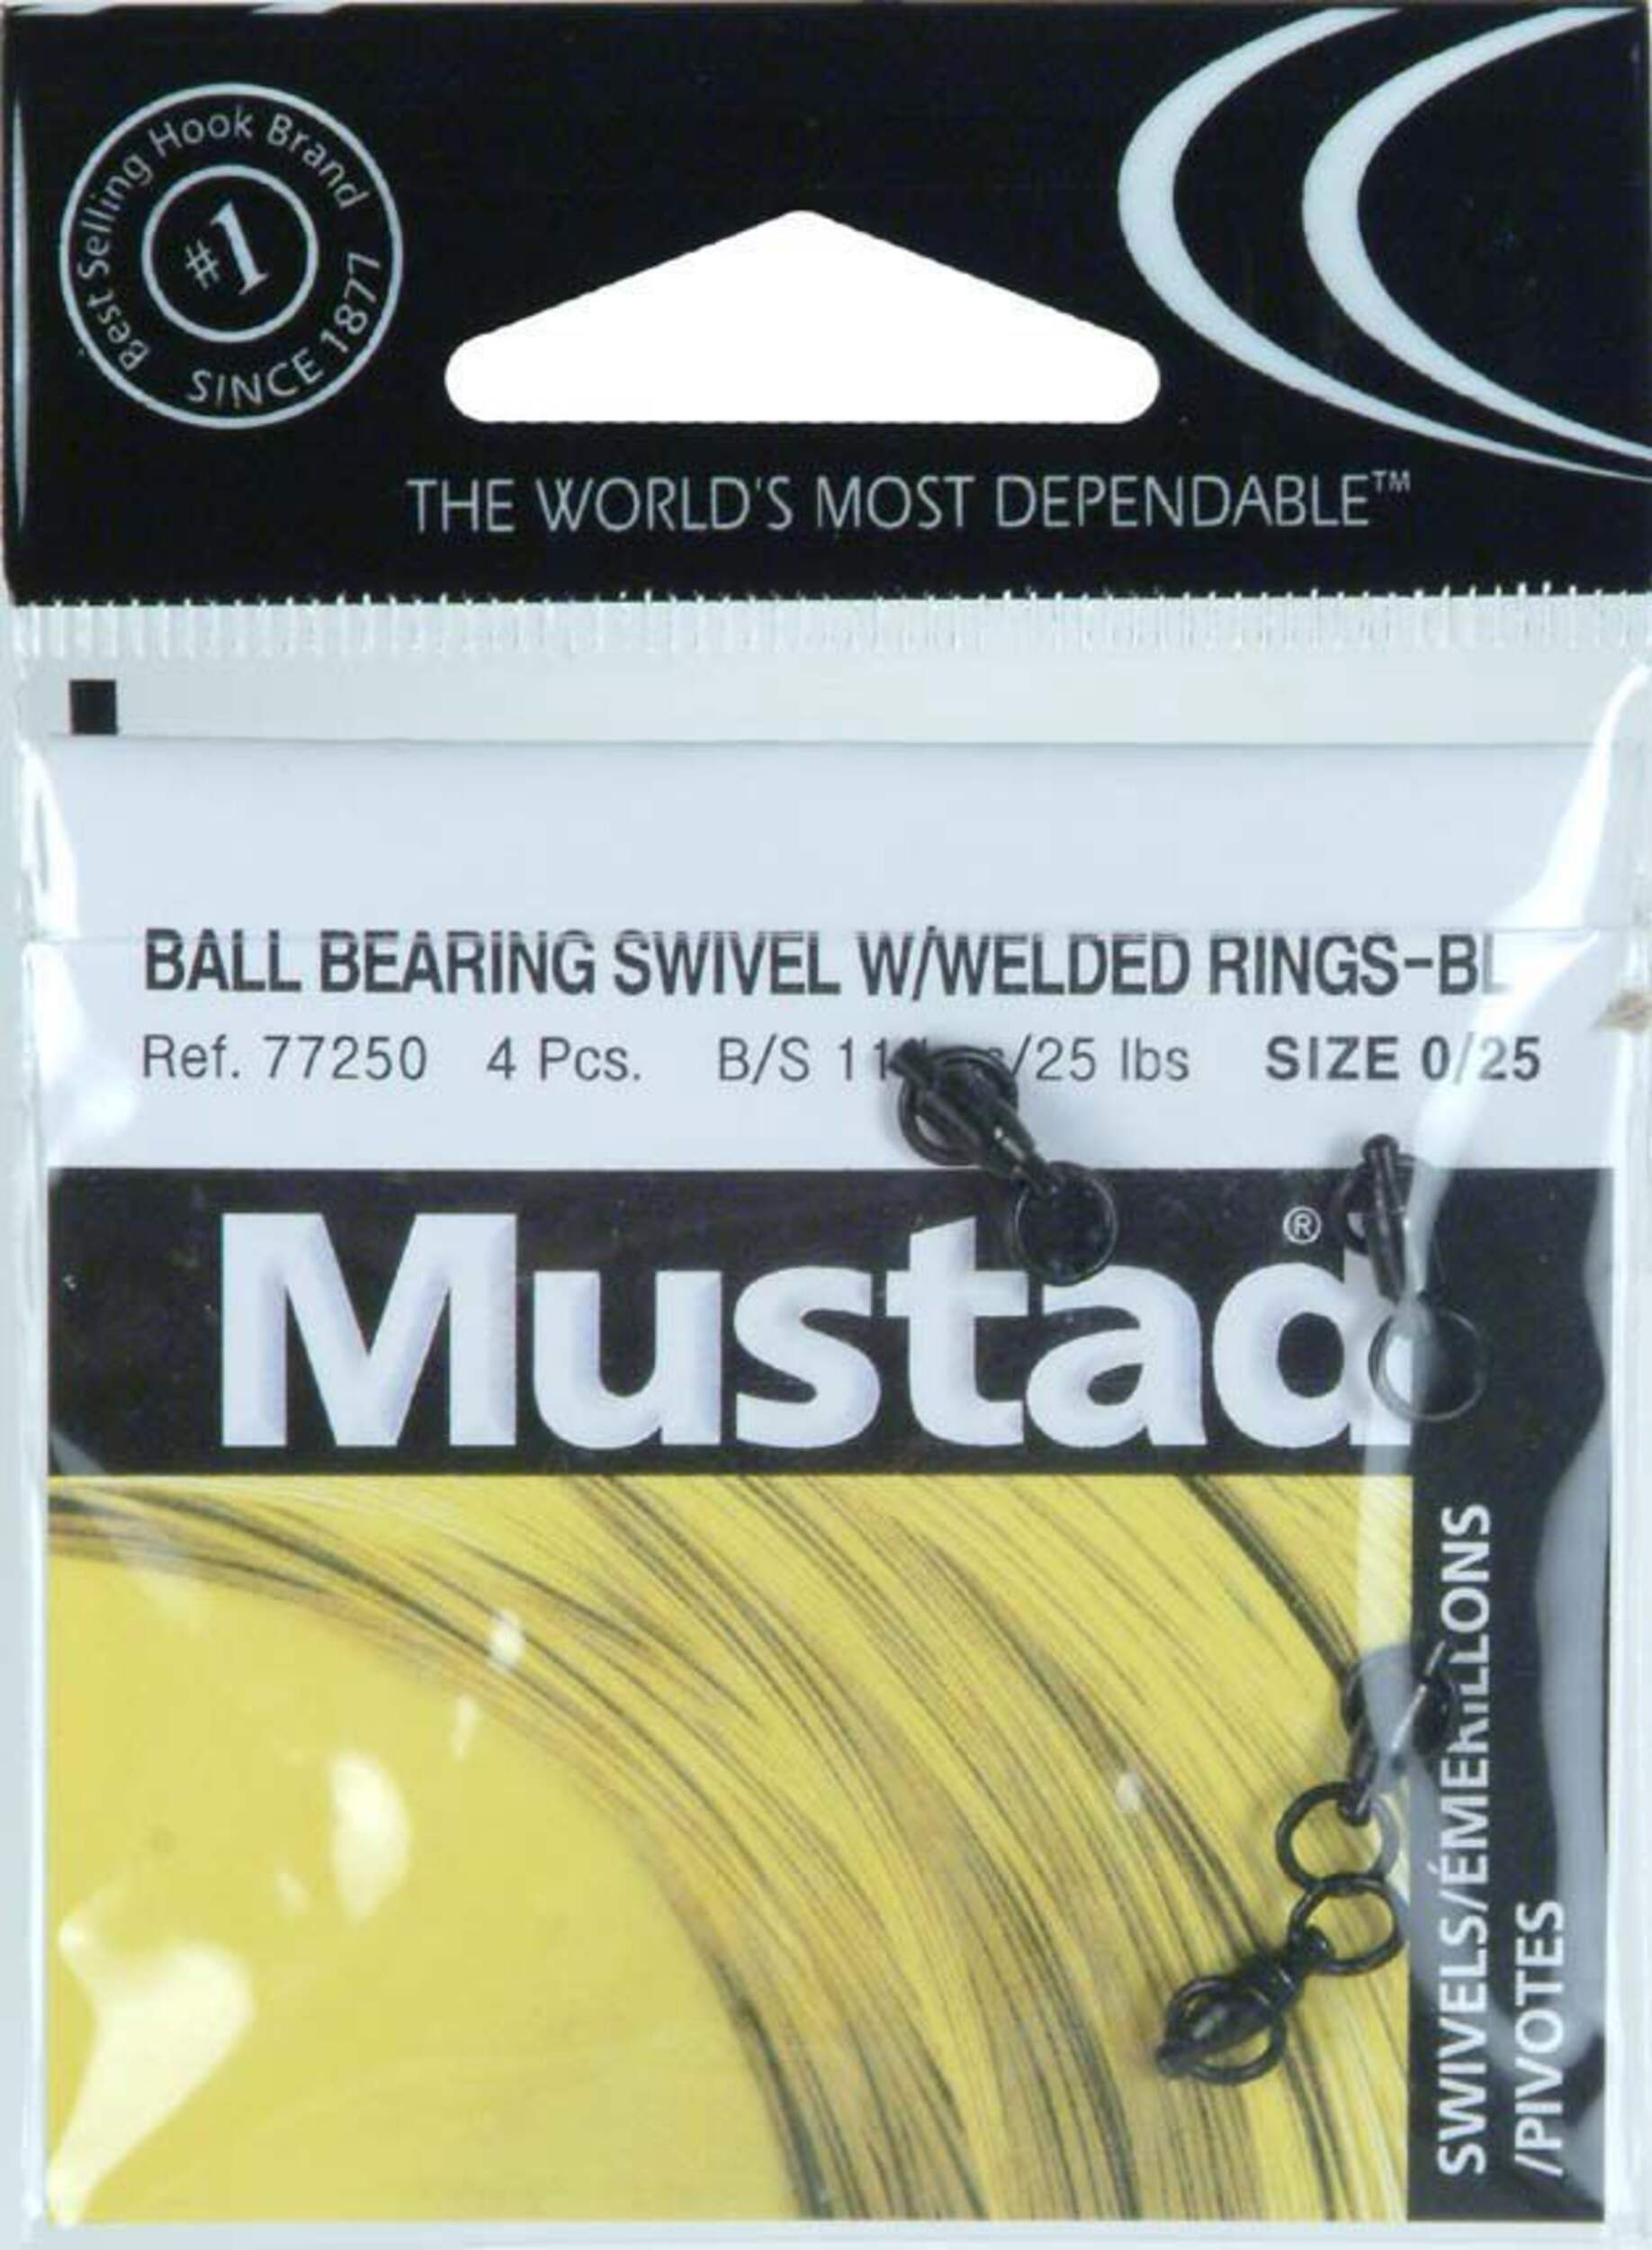 Best Selling Hook Brand
#1
SINCE 1877
THE WORLD'S MOST DEPENDABLE™
BALL BEARING SWIVEL W/WELDED RINGS-BL
Ref. 77250 4 Pcs. B/S /25 lbs SIZE 0/25
Mustad®
SWIVELS/ÉMERILLONS
/PIVOTES